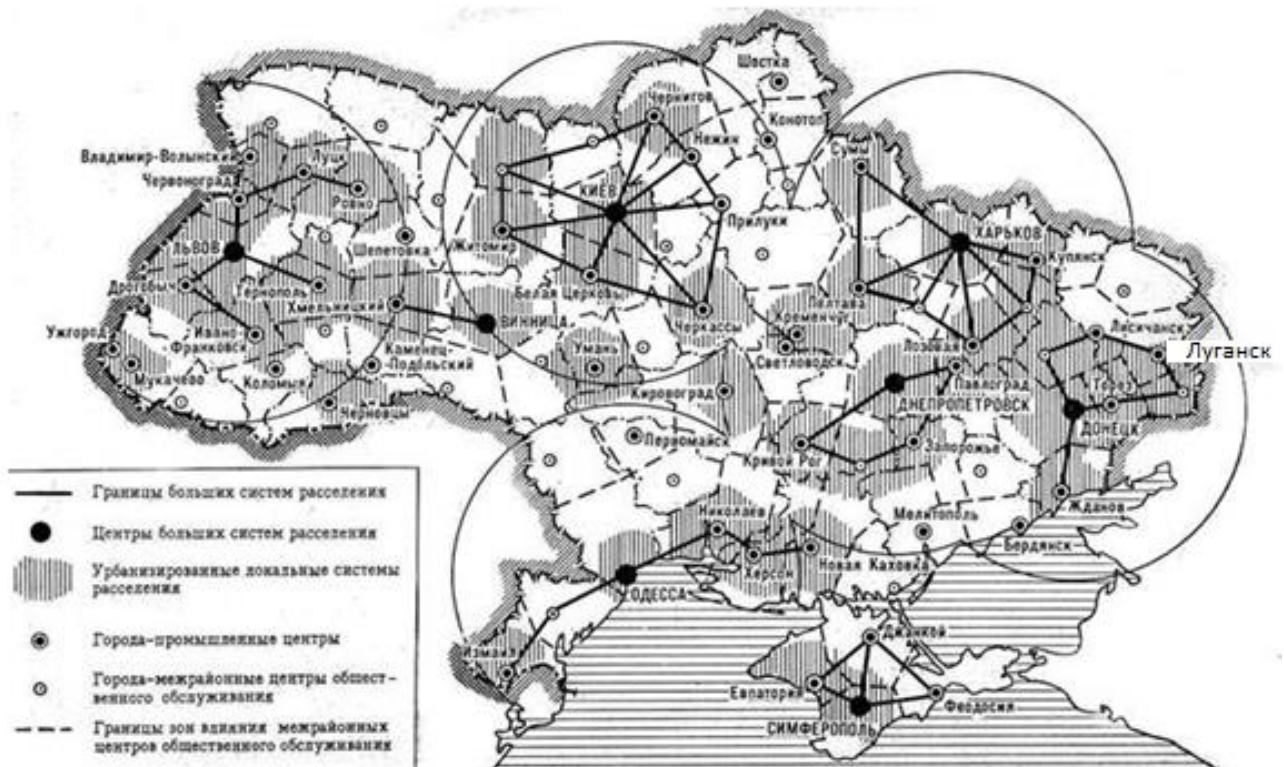 Шостка
Чернигов
Конотоп
Нежин
Сумы
Владимир-Волынский
Луцк
Червоноград
Ровно
КИЕВ
Прилуки
ХАРЬКОВ
Купянск
ЛЬВОВ
Шепетовка
Житомир
Дрогобыч
Тернополь
Хмельницкий
Белая Церковь
Полтава
Черкассы
Кременчуг
Лисичанск
Ужгород
Ивано-
Франковск
ВИННИЦА
Умань
Светловодск
Лозовая
Луганск
Мукачево
Коломыя
Каменец-
Подольский
Кировоград
Павлоград
Торез
Черновцы
ДНЕПРОПЕТРОВСК
ДОНЕЦК
Первомайск
Кривой Рог
Запорожье
Жданов
Николаев
Мелитополь
Бердянск
Херсон
Новая Каховка
ОДЕССА
Измаил
Джанкой
Евпатория
Феодосия
СИМФЕРОПОЛЬ
Границы больших систем расселения
Центры больших систем расселения
Урбанизированные локальные системы
расселения
Города-промышленные центры
Города-межрайонные центры общест-
венного обслуживания
Границы зон влияния межрайонных
центров общественного обслуживания